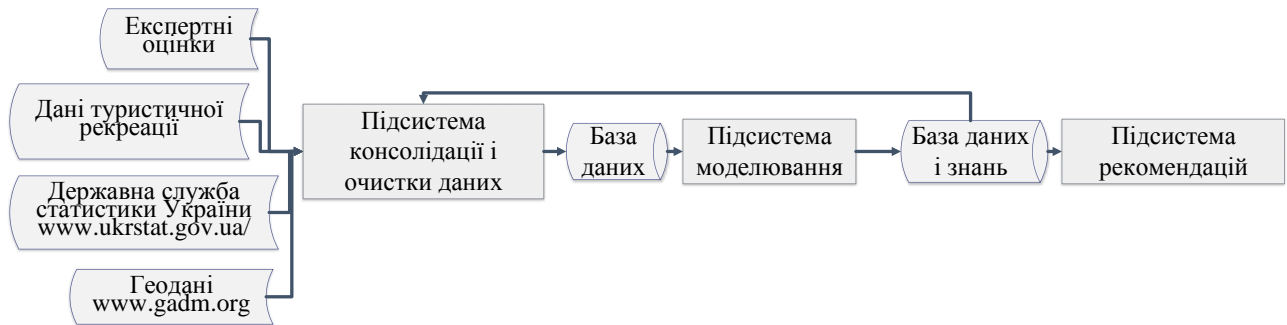 Експертні
оцінки
Дані туристичної
рекреації
Державна служба
статистики України
www.ukrstat.gov.ua/
Геодані
www.gadm.org
Підсистема
консолідації і
очистки даних
База
даних
Підсистема
моделювання
База даних
і знань
Підсистема
рекомендацій